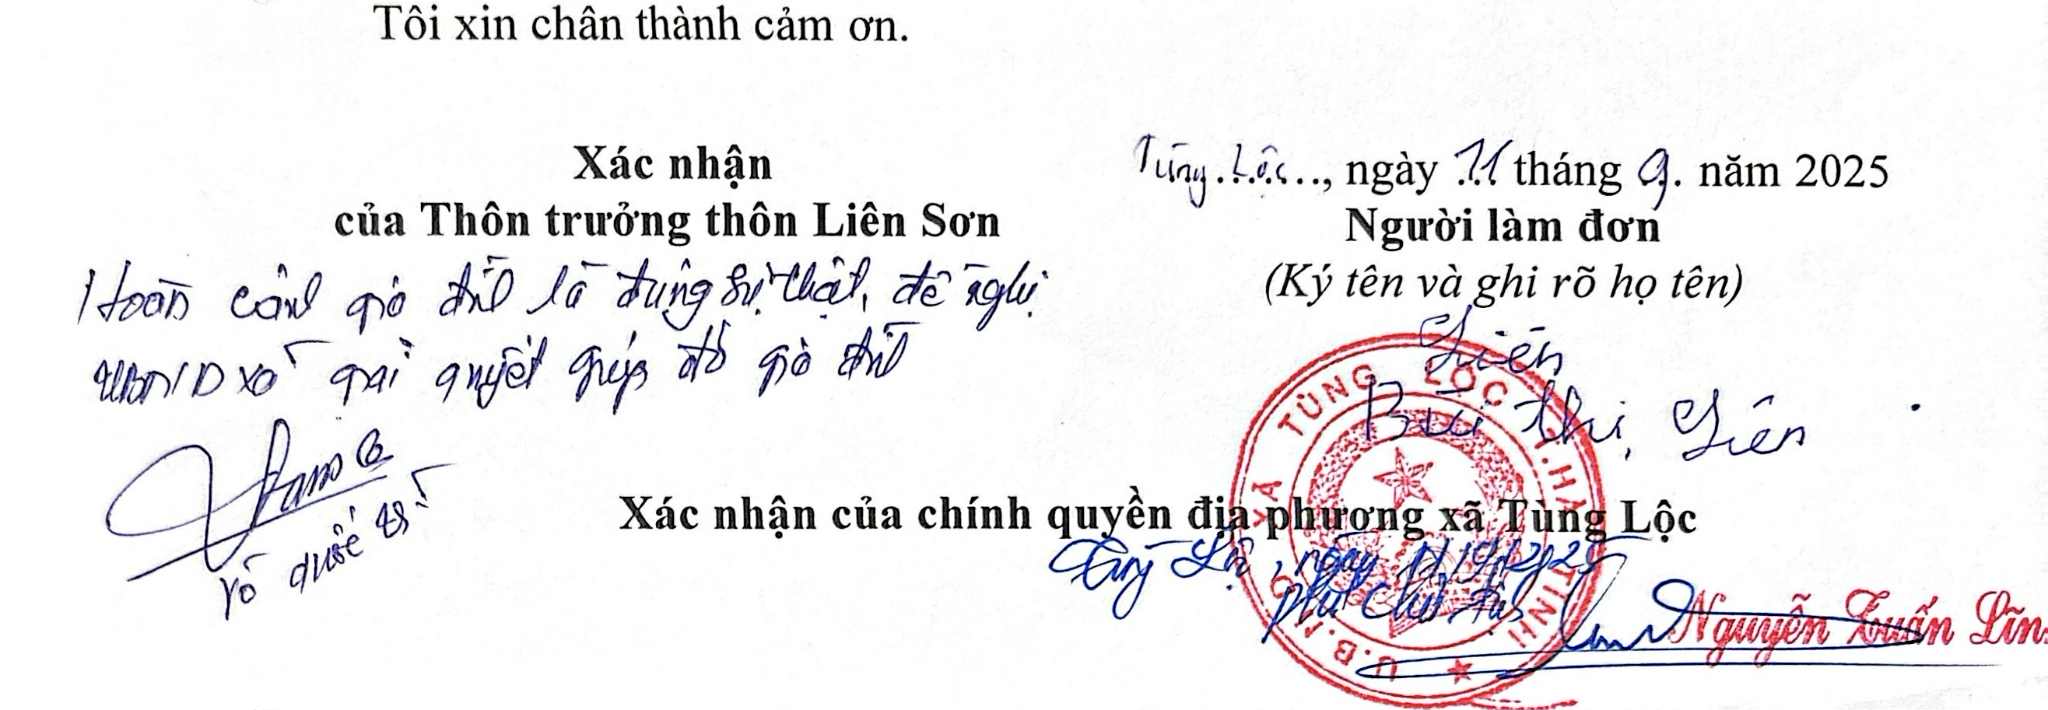 Tôi xin chân thành cảm ơn.
Xác nhận
của Thôn trưởng thôn Liên Sơn
Hoàn cảnh gia đình là đúng sự thật, đề nghị
UBND xã giải quyết giúp đỡ gia đình
Võ Quốc
Tùng Lộc, ngày 11 tháng 9 năm 2025
Người làm đơn
(Ký tên và ghi rõ họ tên)
Liên
Bùi Thị Liên
Xác nhận của chính quyền địa phương xã Tùng Lộc
Tùng Lộc, ngày 11/9/2025
Phó Chủ tịch
U.B.N.D XÃ TÙNG LỘC T.HÀ TĨNH
Nguyễn Tuấn Lĩn